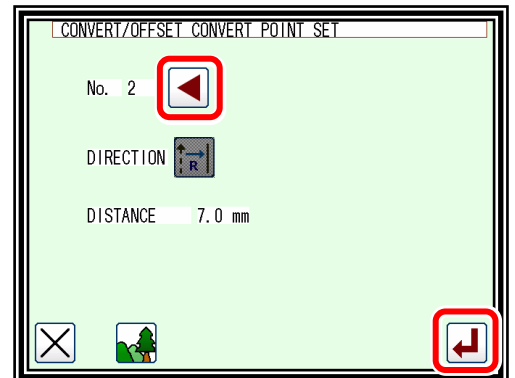 CONVERT/OFFSET CONVERT POINT SET
No. 2
DIRECTION R
DISTANCE 7.0 mm